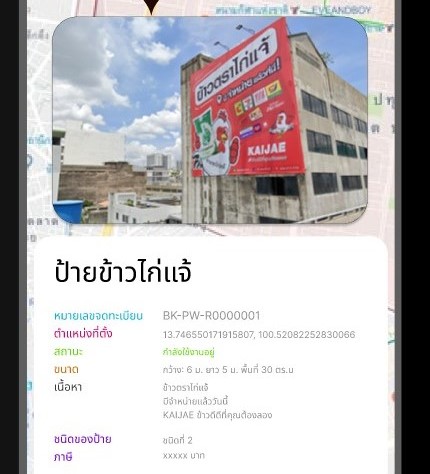 EVEANDBOY
ข้าวตราไก่แจ้
KAIJAE
ป้ายข้าวไก่แจ้
หมายเลขจดทะเบียน BK-PW-R0000001
ตำแหน่งที่ตั้ง 13.746550171915807, 100.52082252830066
สถานะ กำลังใช้งานอยู่
ขนาด กว้าง: 6 ม. ยาว 5 ม. พื้นที่ 30 ตร.ม
เนื้อหา ข้าวตราไก่แจ้
มีจำหน่ายแล้ววันนี้
KAIJAE ข้าวดีดีที่คุณต้องลอง
ชนิดของป้าย ชนิดที่ 2
ภาษี xxxxx บาท